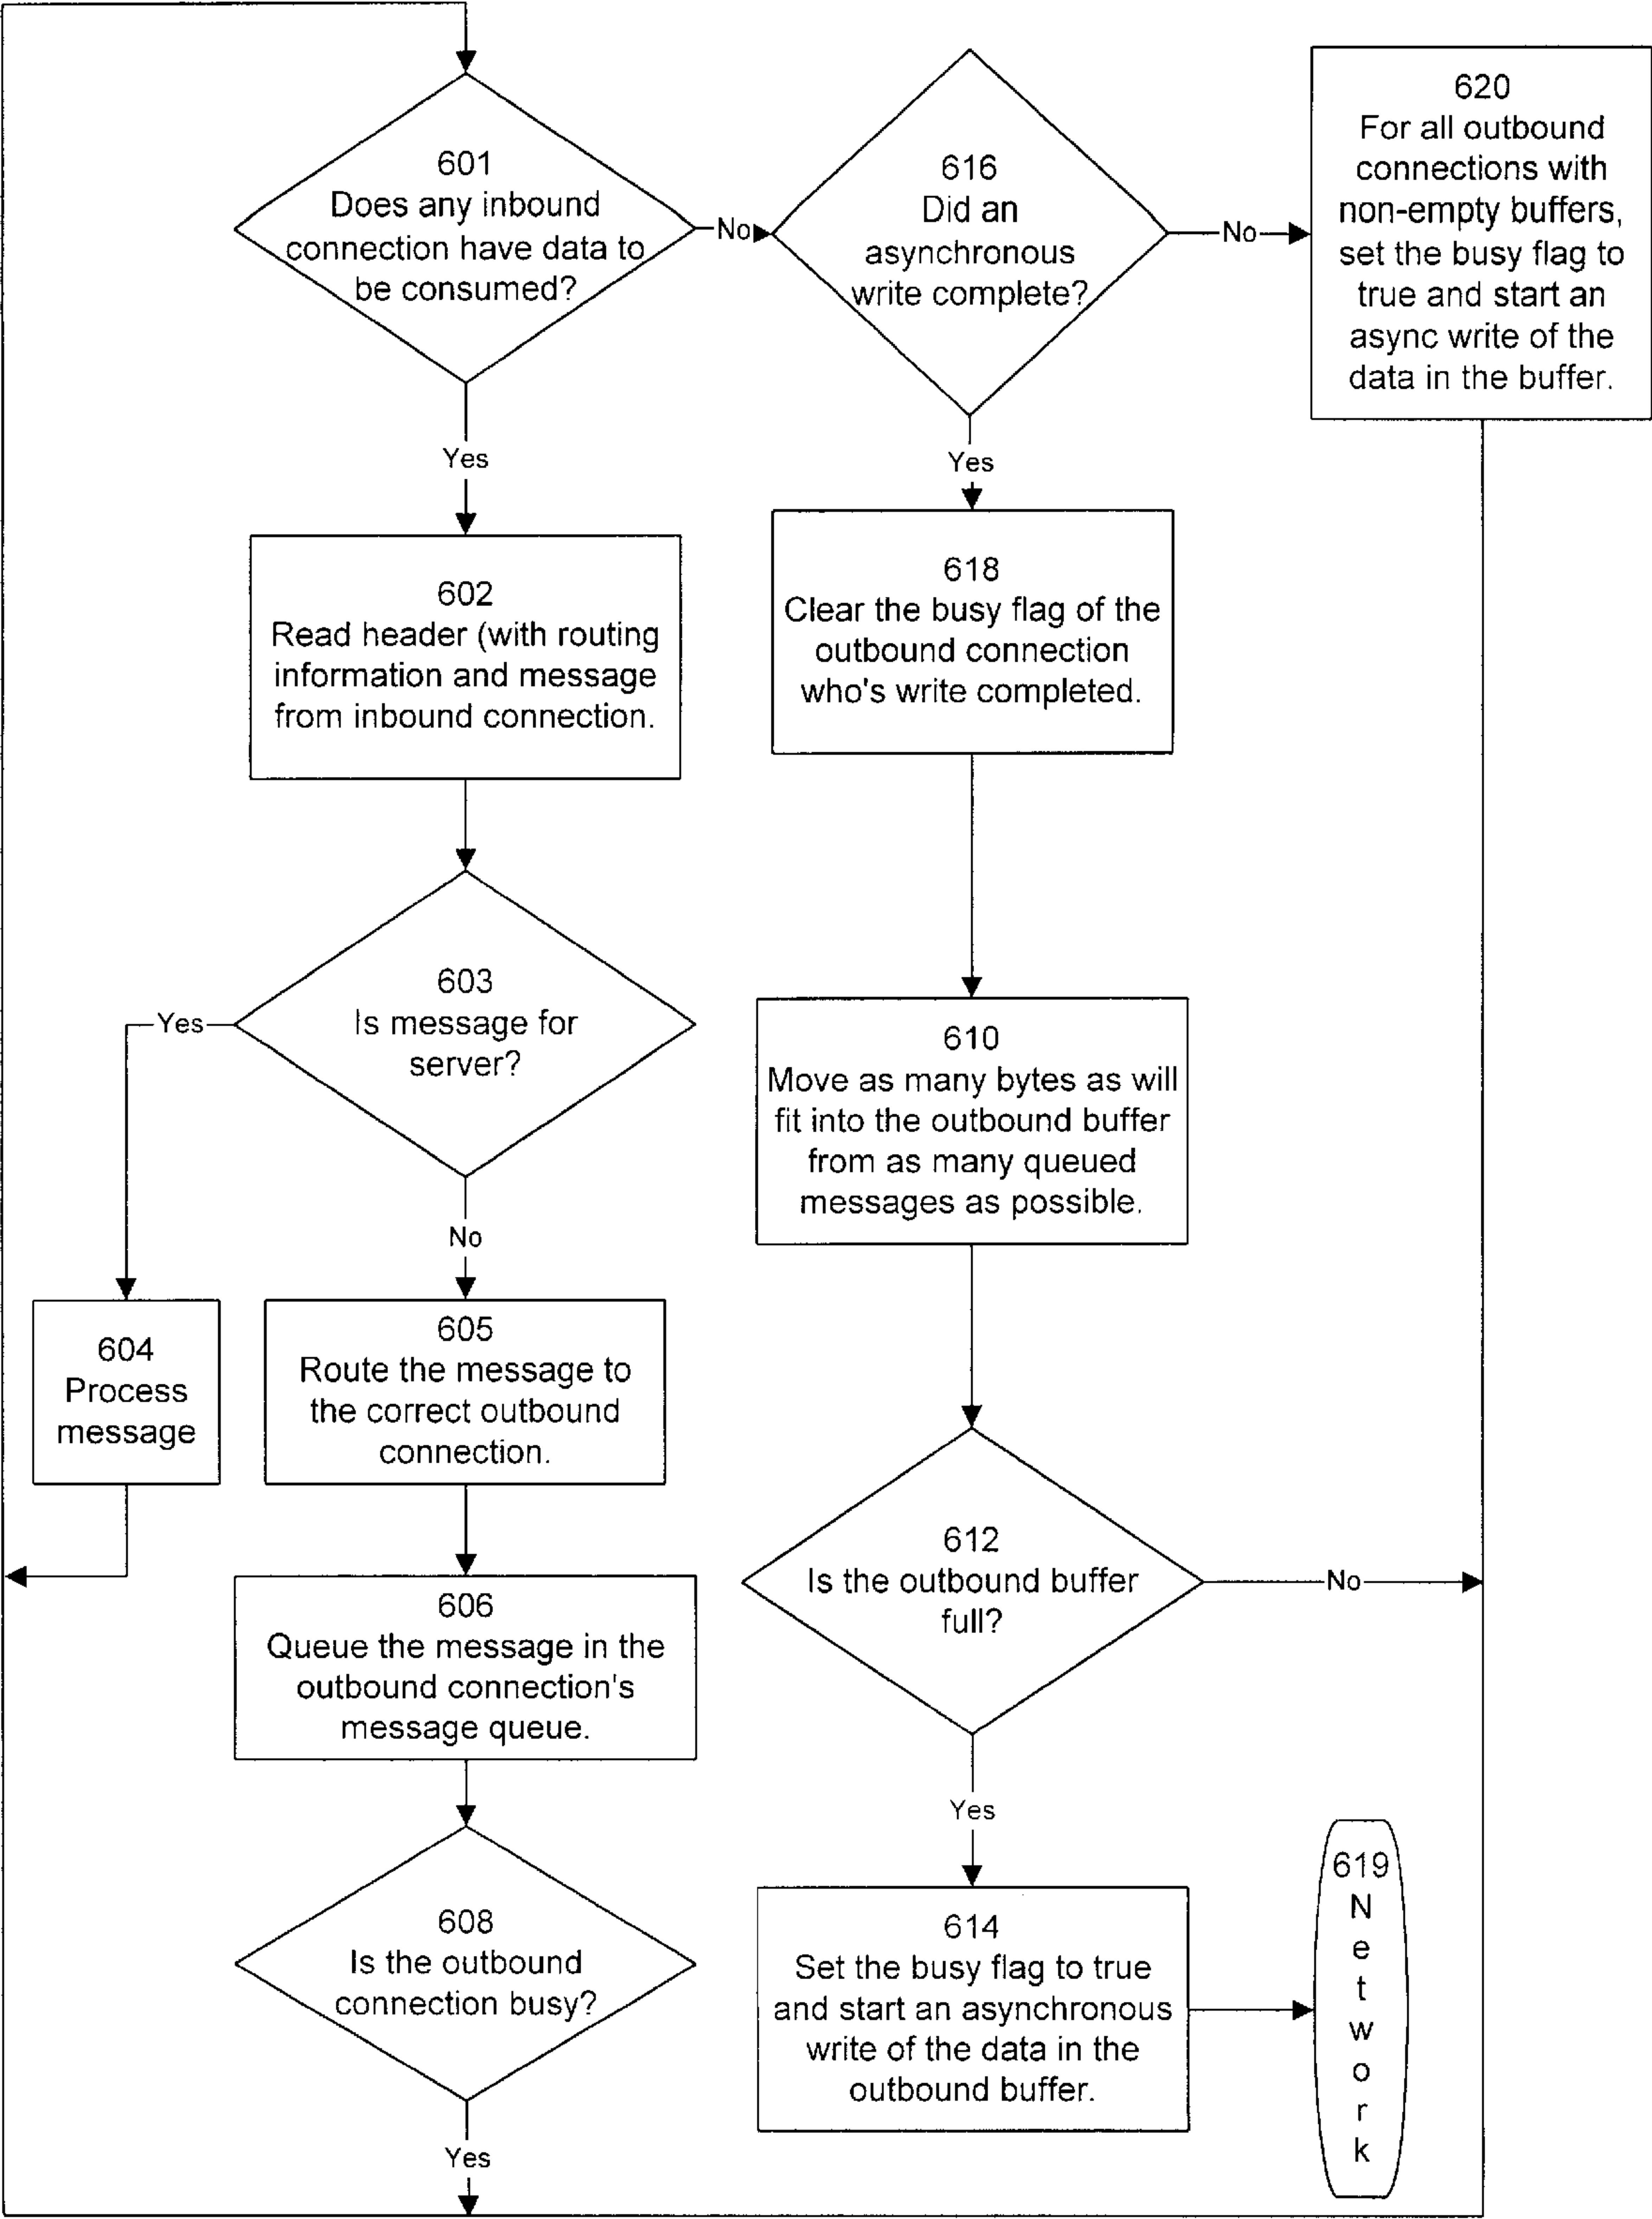 601
Does any inbound
connection have data to
be consumed?
No
616
Did an
asynchronous
write complete?
No
620
For all outbound
connections with
non-empty buffers,
set the busy flag to
true and start an
async write of the
data in the buffer.
Yes
Yes
602
Read header (with routing
information and message
from inbound connection.
618
Clear the busy flag of the
outbound connection
who's write completed.
603
Is message for
server?
Yes
No
610
Move as many bytes as will
fit into the outbound buffer
from as many queued
messages as possible.
604
Process
message
605
Route the message to
the correct outbound
connection.
606
Queue the message in the
outbound connection's
message queue.
612
Is the outbound buffer
full?
No
Yes
608
Is the outbound
connection busy?
Yes
614
Set the busy flag to true
and start an asynchronous
write of the data in the
outbound buffer.
619
N
e
t
w
o
r
k